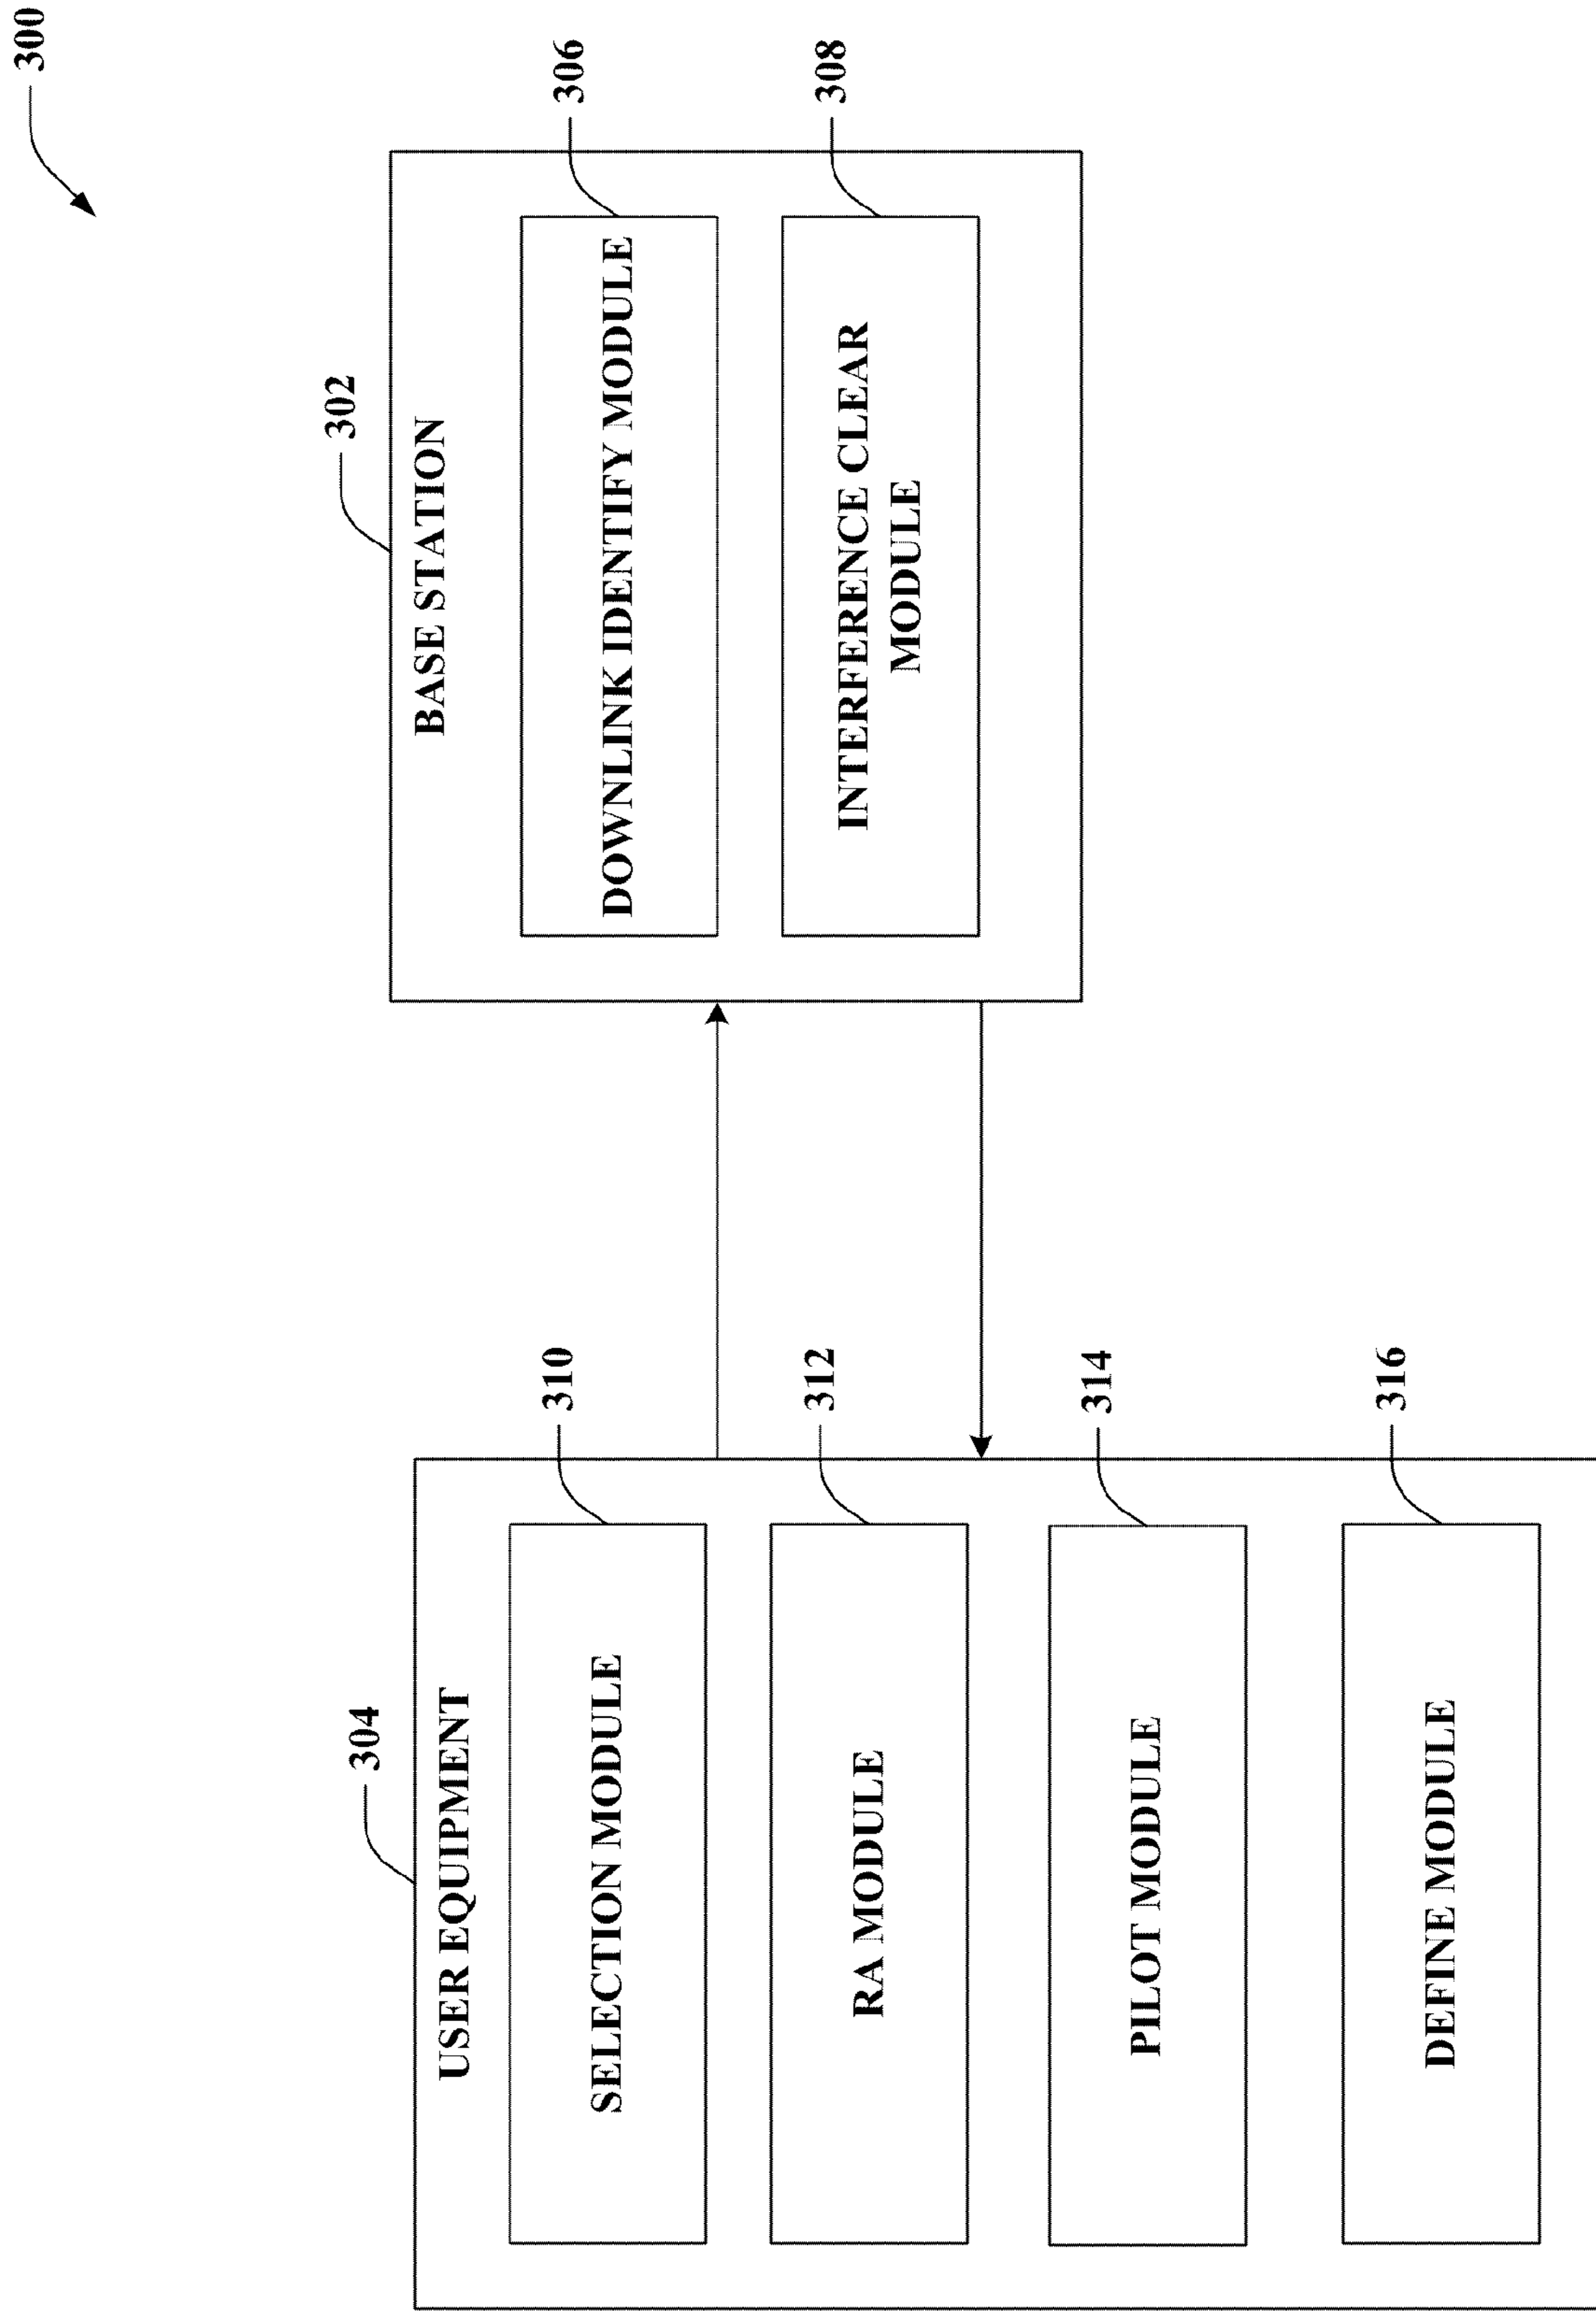 300
304
USER EQUIPMENT
310
SELECTION MODULE
312
RA MODULE
314
PILOT MODULE
316
DEFINE MODULE
302
BASE STATION
306
DOWNLINK IDENTIFY MODULE
308
INTERFERENCE CLEAR
MODULE